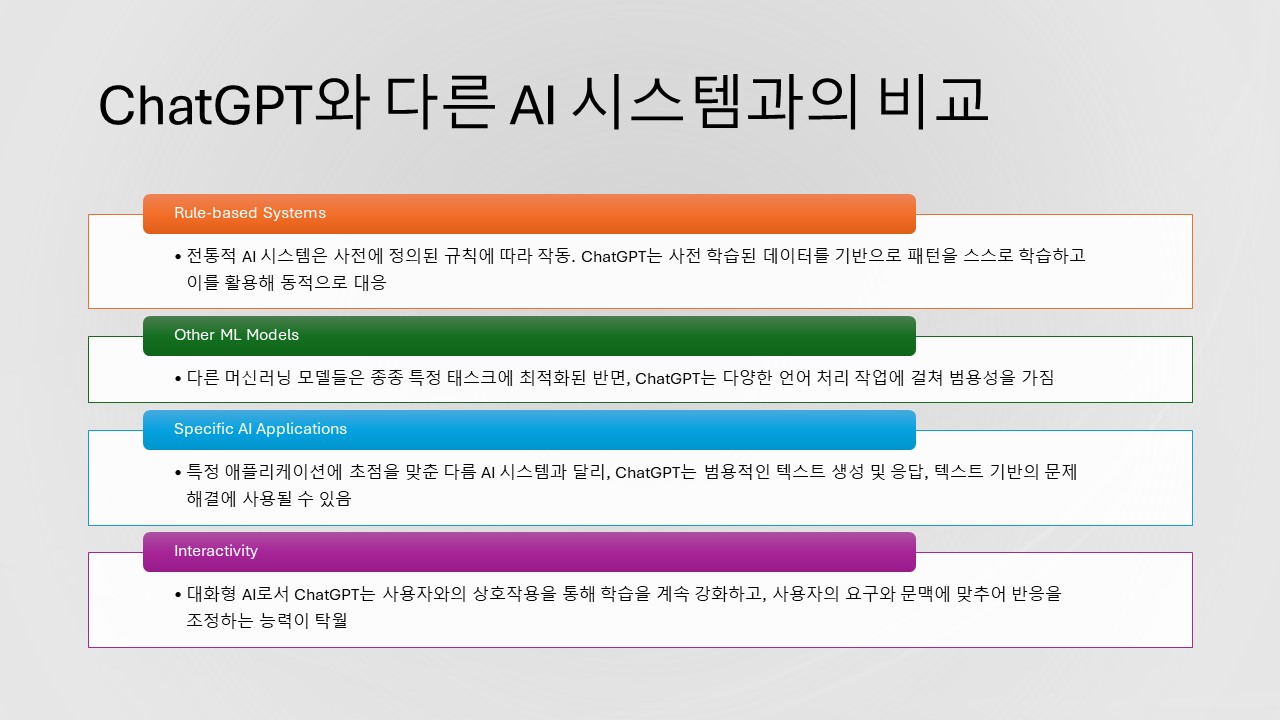 ChatGPT와 다른 AI 시스템과의 비교
Rule-based Systems
• 전통적 AI 시스템은 사전에 정의된 규칙에 따라 작동. ChatGPT는 사전 학습된 데이터를 기반으로 패턴을 스스로 학습하고
이를 활용해 동적으로 대응
Other ML Models
• 다른 머신러닝 모델들은 종종 특정 태스크에 최적화된 반면, ChatGPT는 다양한 언어 처리 작업에 걸쳐 범용성을 가짐
Specific AI Applications
• 특정 애플리케이션에 초점을 맞춘 다름 AI 시스템과 달리, ChatGPT는 범용적인 텍스트 생성 및 응답, 텍스트 기반의 문제
해결에 사용될 수 있음
Interactivity
• 대화형 AI로서 ChatGPT는 사용자와의 상호작용을 통해 학습을 계속 강화하고, 사용자의 요구와 문맥에 맞추어 반응을
조정하는 능력이 탁월